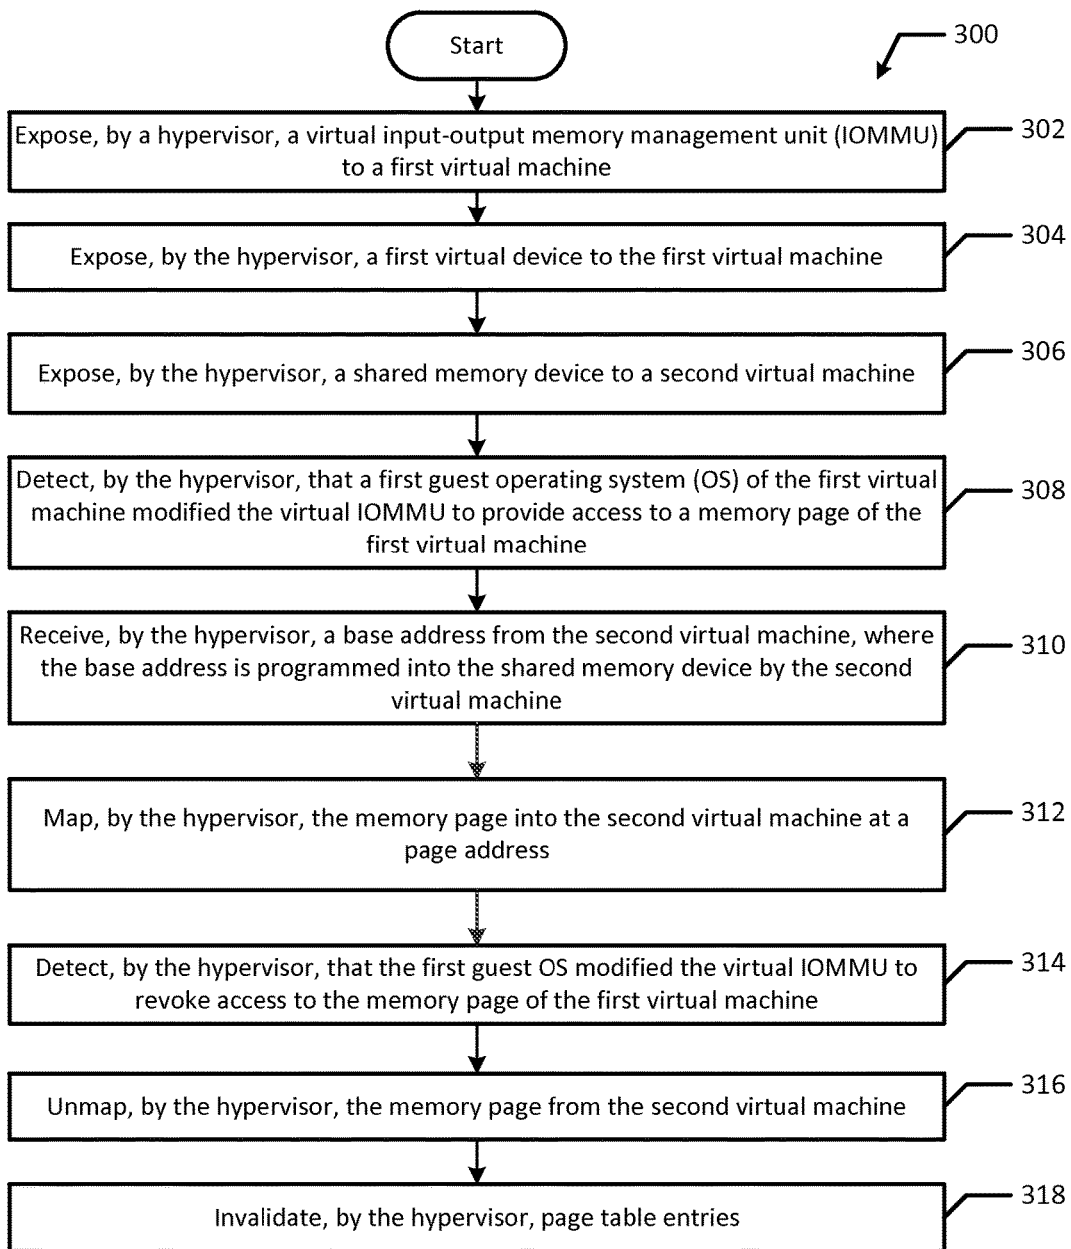 Start
300
Expose, by a hypervisor, a virtual input-output memory management unit (IOMMU)
to a first virtual machine
302
Expose, by the hypervisor, a first virtual device to the first virtual machine
304
Expose, by the hypervisor, a shared memory device to a second virtual machine
306
Detect, by the hypervisor, that a first guest operating system (OS) of the first virtual
machine modified the virtual IOMMU to provide access to a memory page of the
first virtual machine
308
Receive, by the hypervisor, a base address from the second virtual machine, where
the base address is programmed into the shared memory device by the second
virtual machine
310
Map, by the hypervisor, the memory page into the second virtual machine at a
page address
312
Detect, by the hypervisor, that the first guest OS modified the virtual IOMMU to
revoke access to the memory page of the first virtual machine
314
Unmap, by the hypervisor, the memory page from the second virtual machine
316
Invalidate, by the hypervisor, page table entries
318